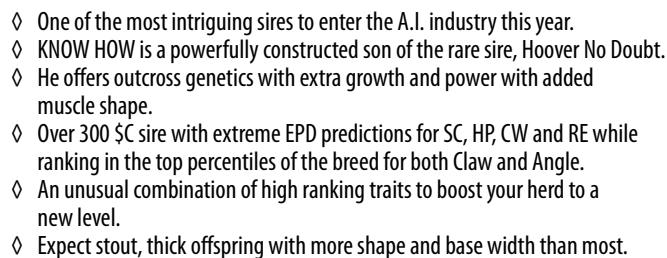 ◊ One of the most intriguing sires to enter the A.I. industry this year.
◊ KNOW HOW is a powerfully constructed son of the rare sire, Hoover No Doubt.
◊ He offers outcross genetics with extra growth and power with added
muscle shape.
◊ Over 300 $C sire with extreme EPD predictions for SC, HP, CW and RE while
ranking in the top percentiles of the breed for both Claw and Angle.
◊ An unusual combination of high ranking traits to boost your herd to a
new level.
◊ Expect stout, thick offspring with more shape and base width than most.